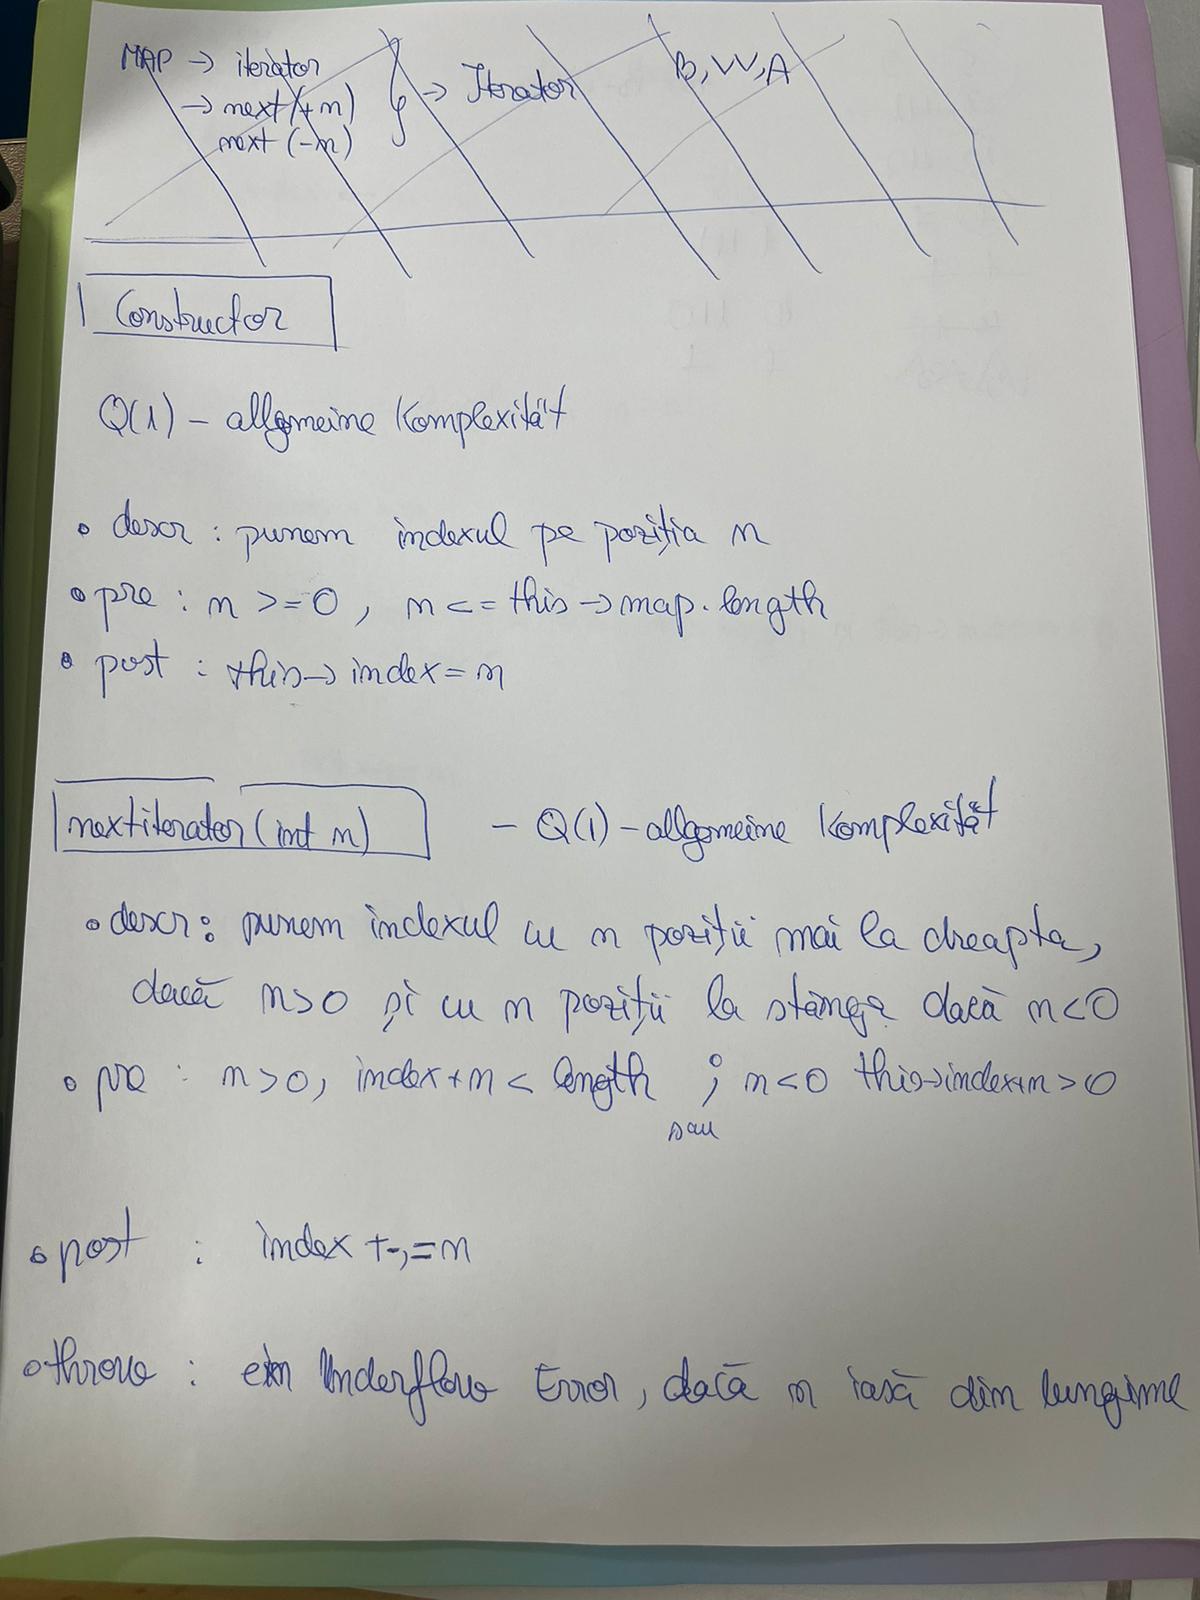 MAP → iterator
→ next (+n) } → Iterator B, W, A
next (-n)
Constructor
Θ(1) - allgemeine Komplexität
• descr : punem indexul pe poziția n
• pre : n >= 0, n <= this → map.length
• post : this → index = n
nextiterator (int n) - Θ(1) - allgemeine Komplexität
• descr : punem indexul cu n poziții mai la dreapta,
dacă n>0 și cu n poziții la stânga dacă n<0
• pre : n>0, index+n < length ; n<0 this→index+n > 0
sau
• post : index +-,= n
• throw : ein Underflow Error, dacă n iasă din lungime